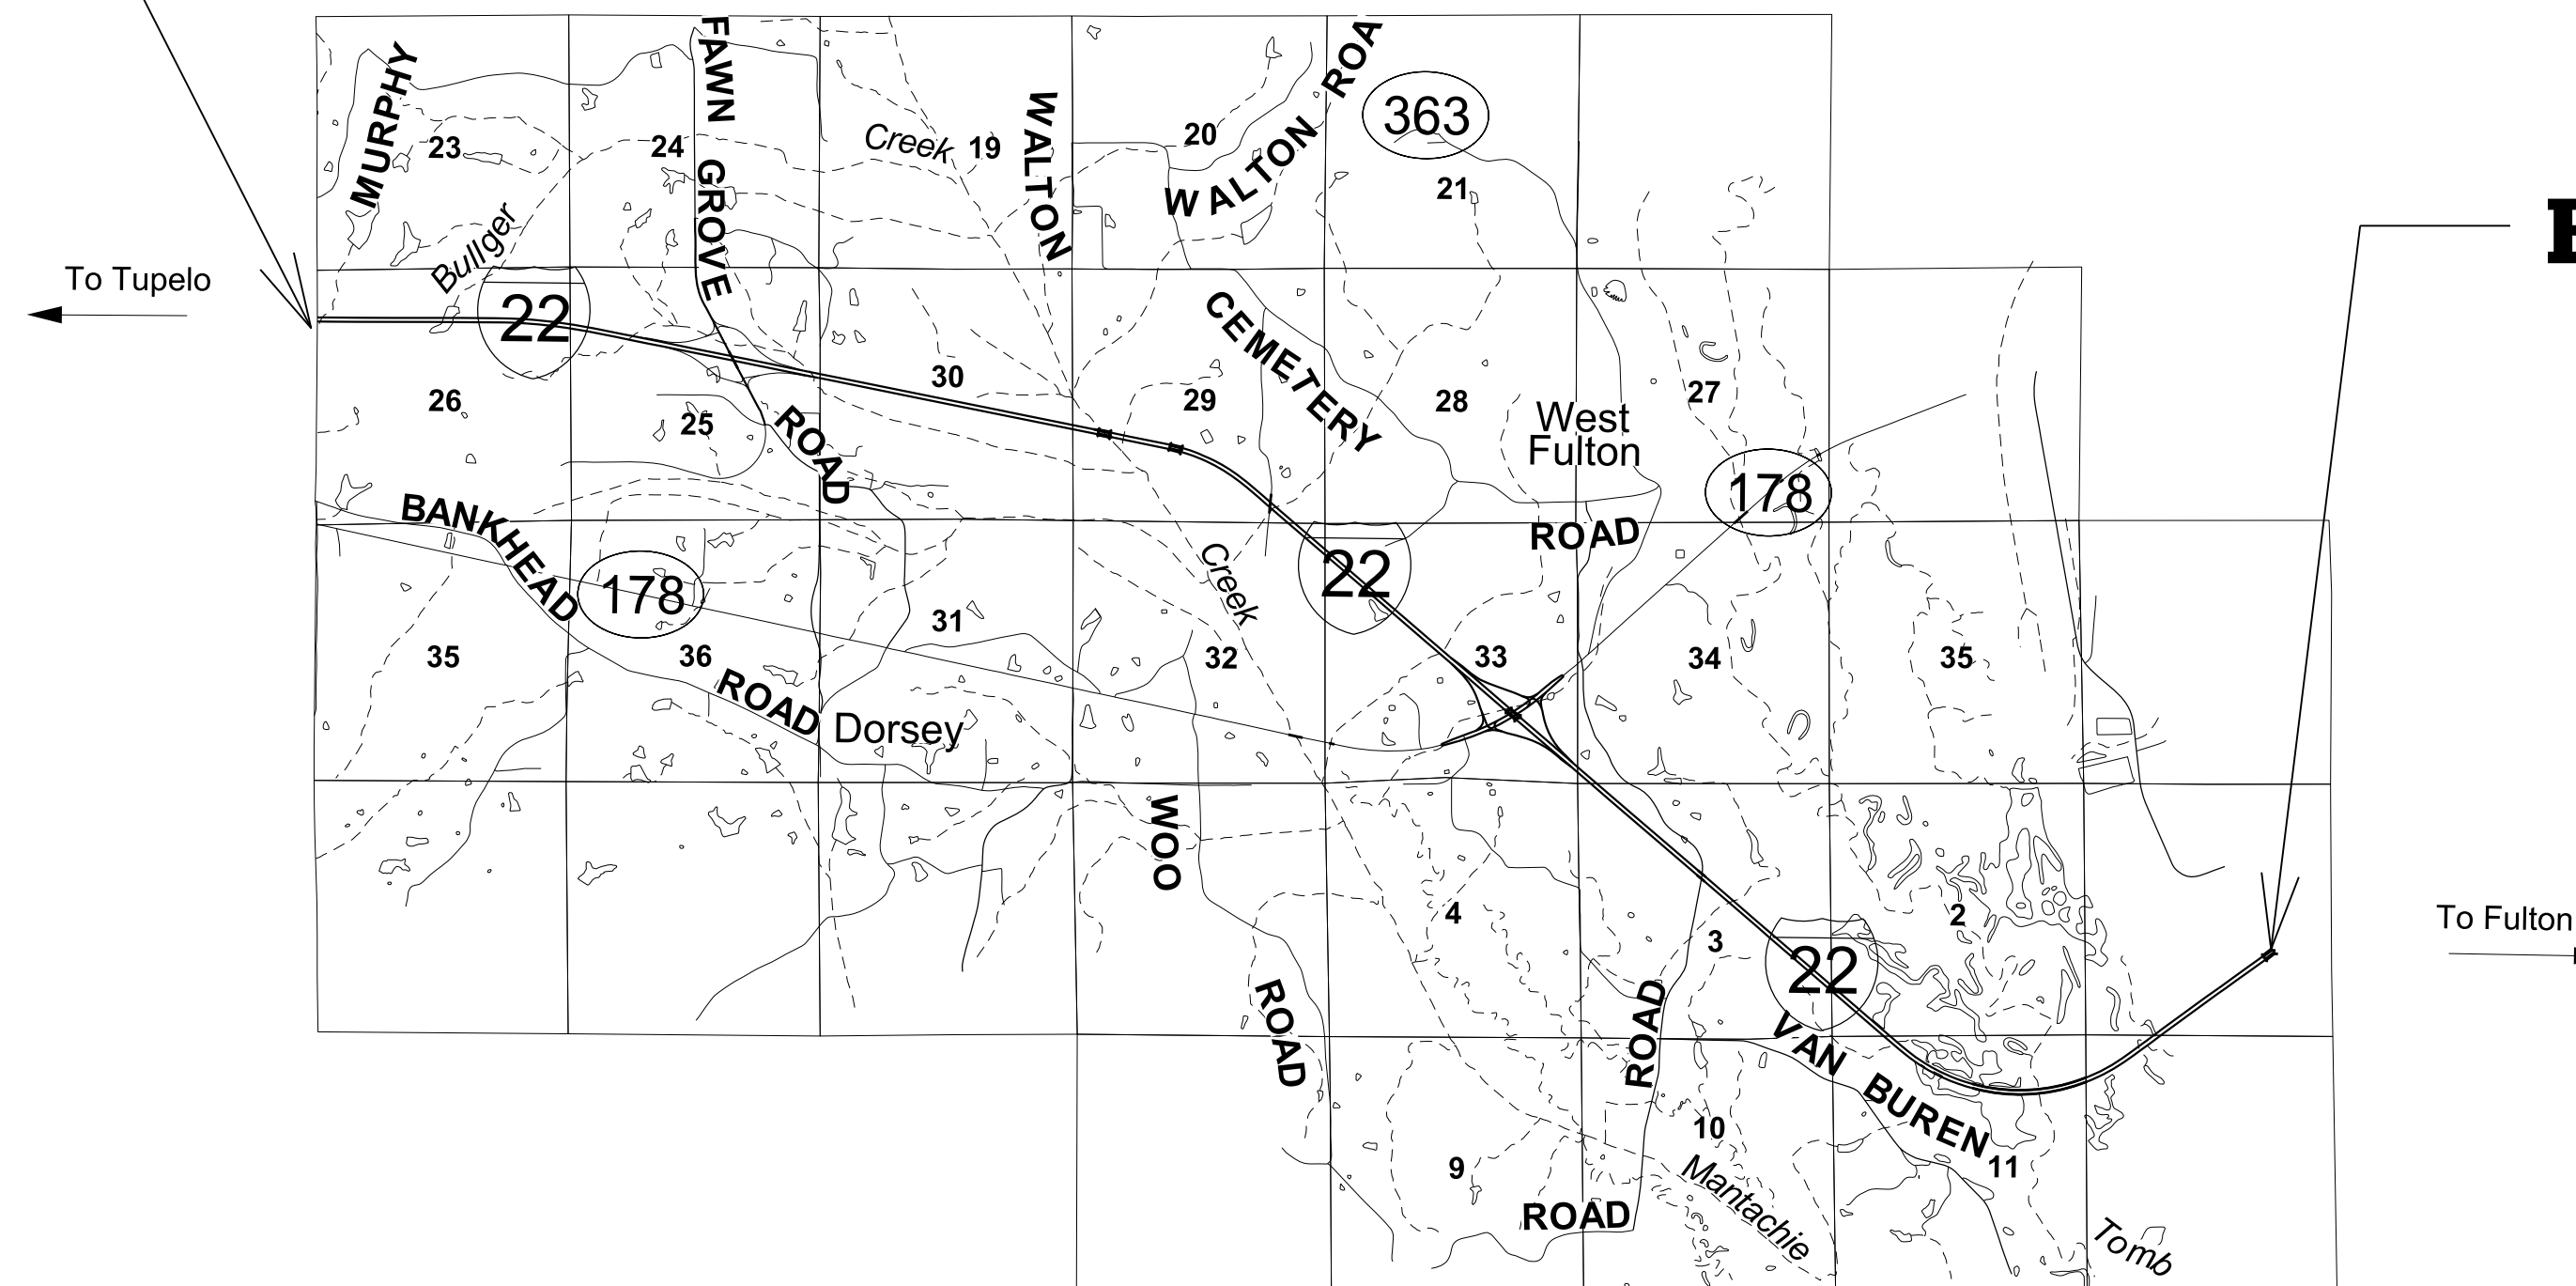 MURPHY
FAWN GROVE
WALTON
WALTON ROA
363
23
24
Creek
19
20
21
Bullger
To Tupelo
22
CEMETERY
26
25
30
29
28
West
Fulton
27
178
ROAD
BANKHEAD
ROAD
178
Creek
22
35
36
31
32
33
34
35
ROAD
Dorsey
WOO
4
3
22
2
To Fulton
ROAD
ROAD
VAN BUREN
9
10
11
Mantachie
ROAD
Tomb